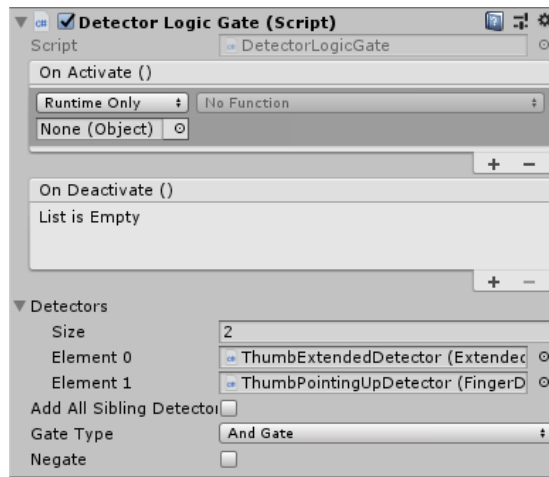 Detector Logic Gate (Script)
Script DetectorLogicGate
On Activate ()
Runtime Only No Function
None (Object)
+ −
On Deactivate ()
List is Empty
+ −
Detectors
Size 2
Element 0 ThumbExtendedDetector (Extended
Element 1 ThumbPointingUpDetector (FingerD
Add All Sibling Detector
Gate Type And Gate
Negate